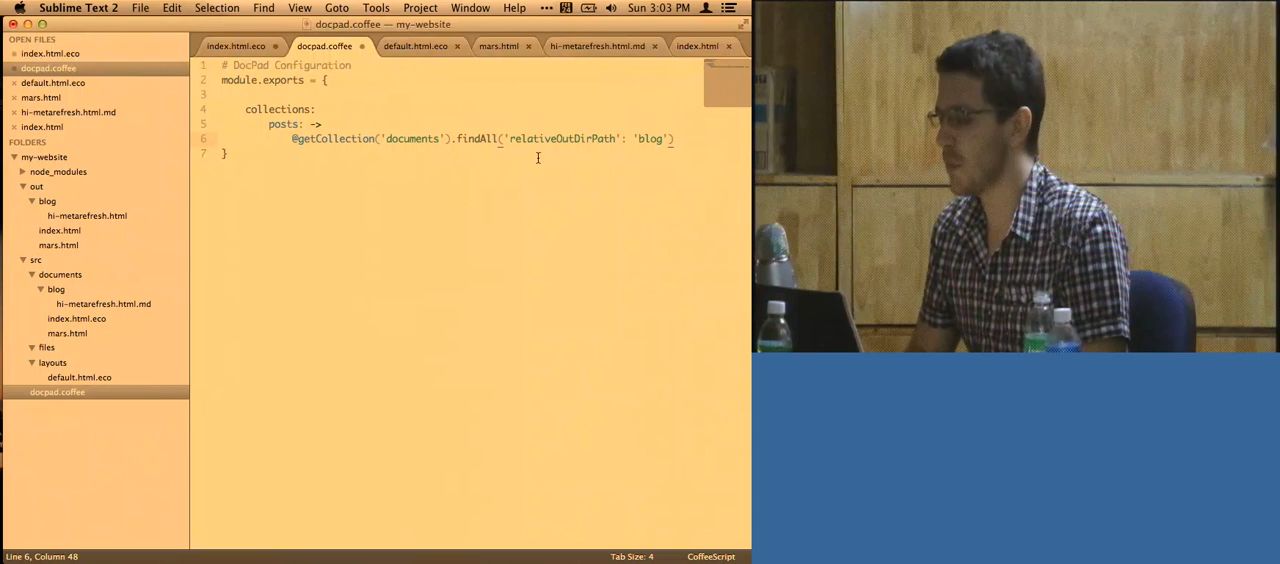 Sublime Text 2 File Edit Selection Find View Goto Tools Project Window Help Sun 3:03 PM
docpad.coffee — my-website
OPEN FILES
index.html.eco
docpad.coffee
default.html.eco
mars.html
hi-metarefresh.html.md
index.html
FOLDERS
my-website
node_modules
out
blog
hi-metarefresh.html
index.html
mars.html
src
documents
blog
hi-metarefresh.html.md
index.html.eco
mars.html
files
layouts
default.html.eco
docpad.coffee
index.html.eco docpad.coffee default.html.eco mars.html hi-metarefresh.html.md index.html
1 # DocPad Configuration
2 module.exports = {
3
4 collections:
5 posts: ->
6 @getCollection('documents').findAll('relativeOutDirPath': 'blog')
7 }
Line 6, Column 48 Tab Size: 4 CoffeeScript